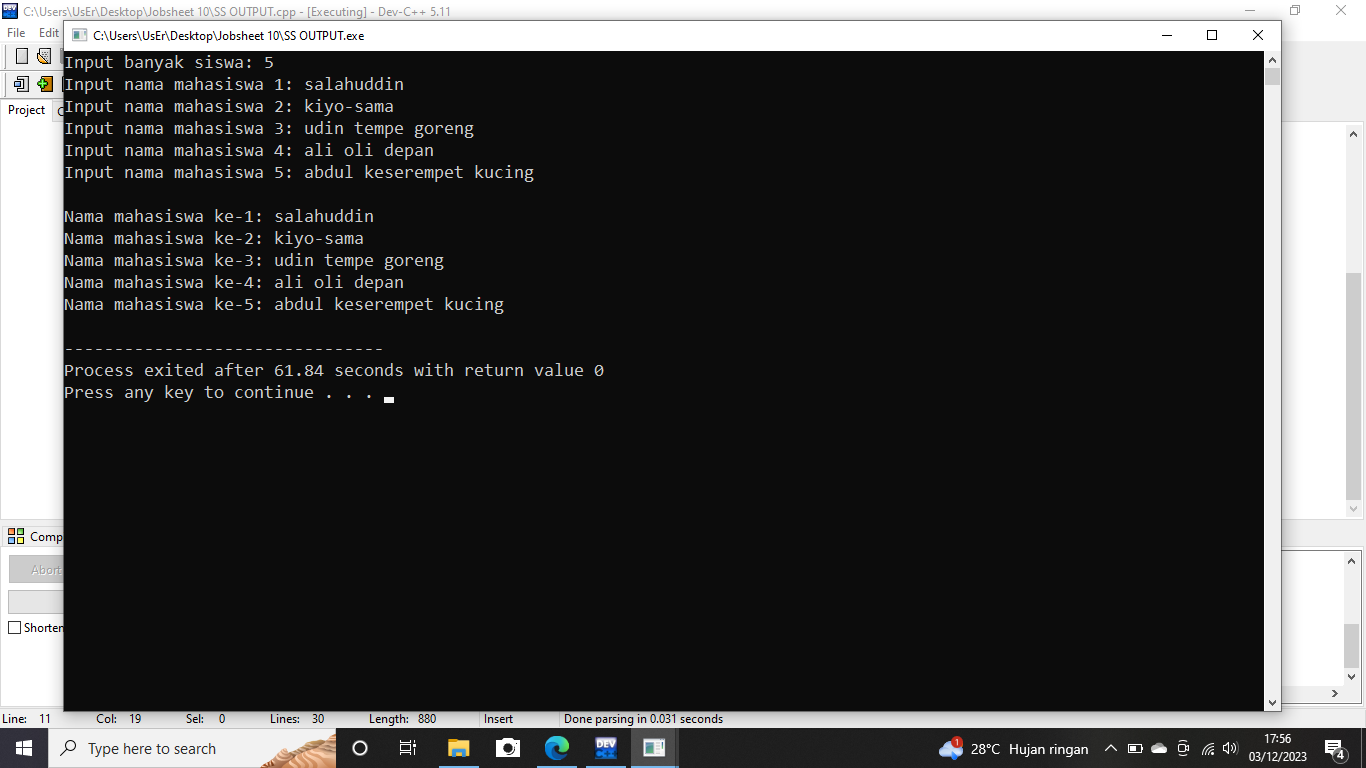 C:\Users\UsEr\Desktop\Jobsheet 10\SS OUTPUT.cpp - [Executing] - Dev-C++ 5.11
File Edit
C:\Users\UsEr\Desktop\Jobsheet 10\SS OUTPUT.exe
Project
Input banyak siswa: 5
Input nama mahasiswa 1: salahuddin
Input nama mahasiswa 2: kiyo-sama
Input nama mahasiswa 3: udin tempe goreng
Input nama mahasiswa 4: ali oli depan
Input nama mahasiswa 5: abdul keserempet kucing
Nama mahasiswa ke-1: salahuddin
Nama mahasiswa ke-2: kiyo-sama
Nama mahasiswa ke-3: udin tempe goreng
Nama mahasiswa ke-4: ali oli depan
Nama mahasiswa ke-5: abdul keserempet kucing
--------------------------------
Process exited after 61.84 seconds with return value 0
Press any key to continue . . .
Comp
Abort
Shorten
Line: 11 Col: 19 Sel: 0 Lines: 30 Length: 880 Insert Done parsing in 0.031 seconds
Type here to search
DEV
1
28°C Hujan ringan
17:56
03/12/2023
4